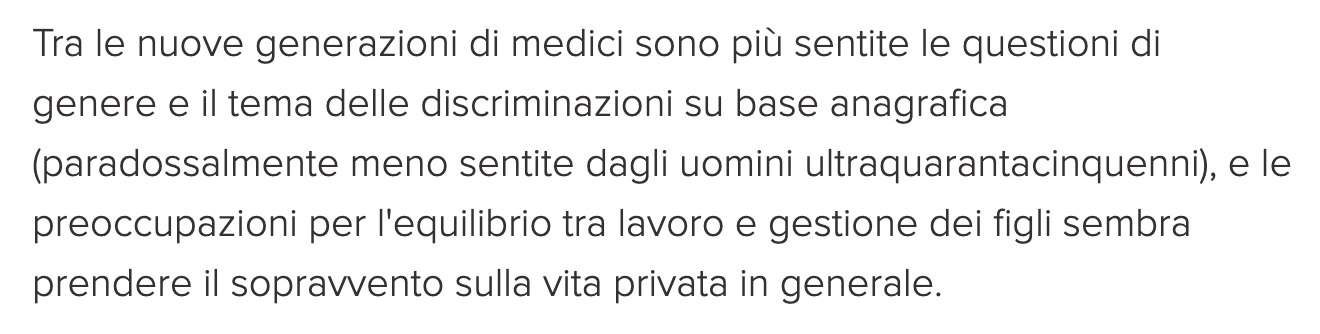 Tra le nuove generazioni di medici sono più sentite le questioni di
genere e il tema delle discriminazioni su base anagrafica
(paradossalmente meno sentite dagli uomini ultraquarantacinquenni), e le
preoccupazioni per l'equilibrio tra lavoro e gestione dei figli sembra
prendere il sopravvento sulla vita privata in generale.